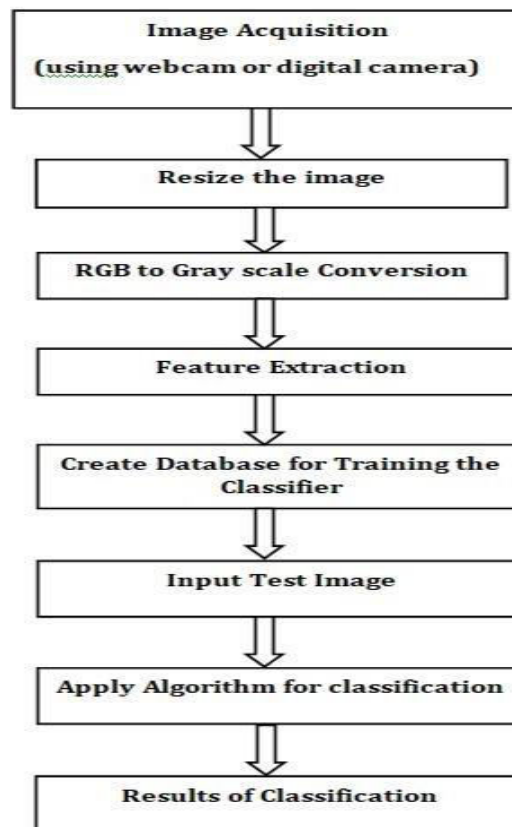 Image Acquisition
(using webcam or digital camera)
Resize the image
RGB to Gray scale Conversion
Feature Extraction
Create Database for Training the
Classifier
Input Test Image
Apply Algorithm for classification
Results of Classification